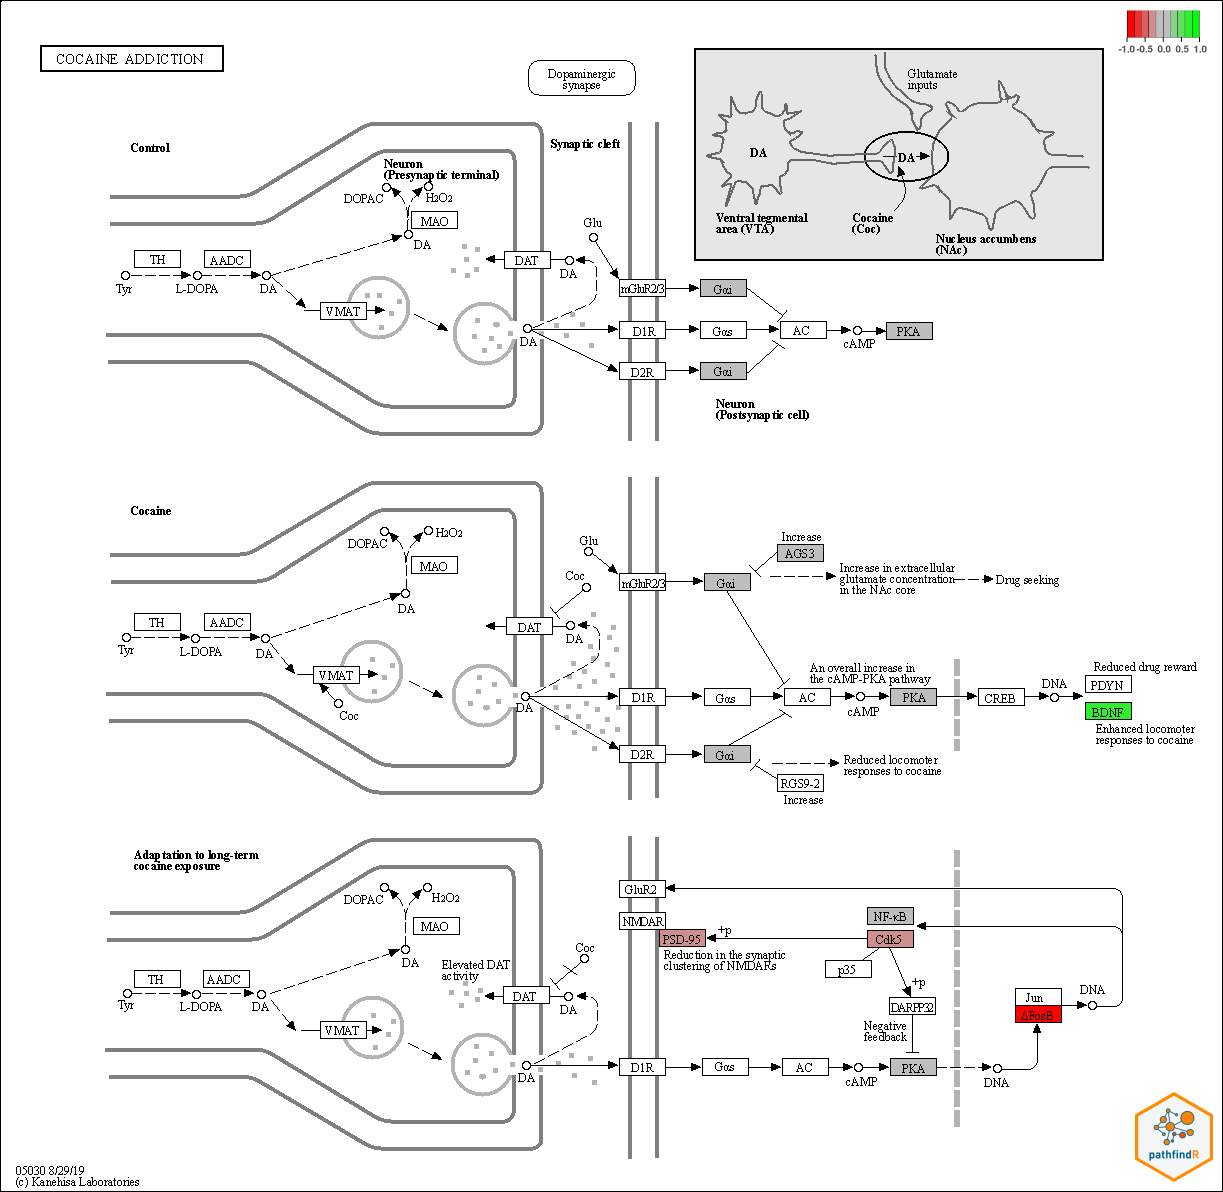 -1.0 -0.5 0.0 0.5 1.0
COCAINE ADDICTION
Dopaminergic
synapse
Glutamate
inputs
DA
DA
Ventral tegmental
area (VTA)
Cocaine
(Coc)
Nucleus accumbens
(NAc)
Control
Synaptic cleft
Neuron
(Presynaptic terminal)
DOPAC
H2O2
MAO
DA
Glu
TH
AADC
DAT
DA
Tyr
L-DOPA
DA
mGluR2/3
Gαi
VMAT
DA
D1R
Gαs
AC
cAMP
PKA
D2R
Gαi
Neuron
(Postsynaptic cell)
Cocaine
DOPAC
H2O2
MAO
DA
Glu
Coc
Increase
AGS3
mGluR2/3
Gαi
Increase in extracellular
glutamate concentration
in the NAc core
Drug seeking
TH
AADC
DAT
DA
Tyr
L-DOPA
DA
VMAT
Coc
DA
An overall increase in
the cAMP-PKA pathway
Reduced drug reward
D1R
Gαs
AC
cAMP
PKA
CREB
DNA
PDYN
BDNF
Enhanced locomoter
responses to cocaine
D2R
Gαi
Reduced locomoter
responses to cocaine
RGS9-2
Increase
Adaptation to long-term
cocaine exposure
DOPAC
H2O2
MAO
DA
GluR2
NMDAR
PSD-95
+p
NF-κB
Cdk5
Reduction in the synaptic
clustering of NMDARs
p35
Coc
Elevated DAT
activity
TH
AADC
DAT
DA
Tyr
L-DOPA
DA
+p
DARPP32
Negative
feedback
Jun
ΔFosB
DNA
VMAT
DA
D1R
Gαs
AC
cAMP
PKA
DNA
pathfindR
05030 8/29/19
(c) Kanehisa Laboratories